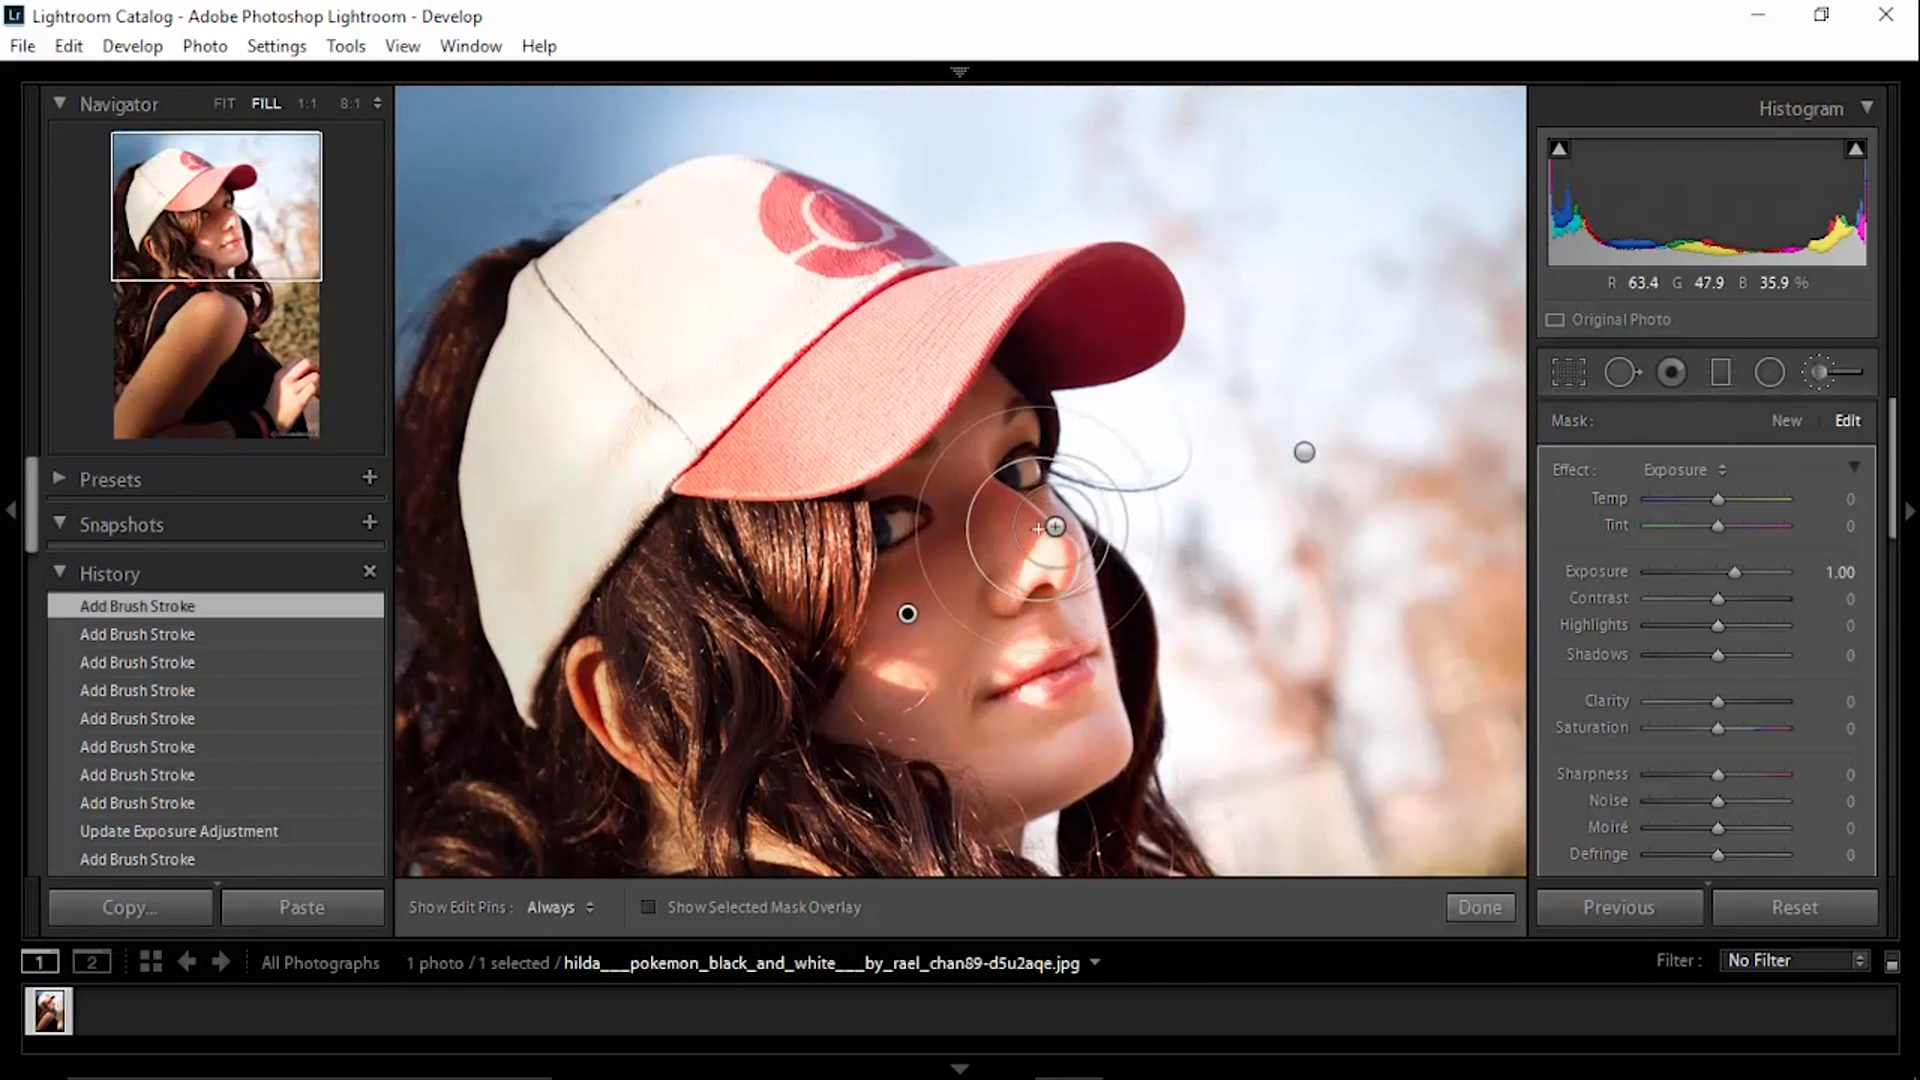 Lr Lightroom Catalog - Adobe Photoshop Lightroom - Develop
File Edit Develop Photo Settings Tools View Window Help
Navigator FIT FILL 1:1 8:1
Presets +
Snapshots +
History ×
Add Brush Stroke
Add Brush Stroke
Add Brush Stroke
Add Brush Stroke
Add Brush Stroke
Add Brush Stroke
Add Brush Stroke
Add Brush Stroke
Update Exposure Adjustment
Add Brush Stroke
Copy... Paste
Show Edit Pins : Always Show Selected Mask Overlay Done
Histogram
R 63.4 G 47.9 B 35.9 %
Original Photo
Mask : New Edit
Effect : Exposure
Temp 0
Tint 0
Exposure 1.00
Contrast 0
Highlights 0
Shadows 0
Clarity 0
Saturation 0
Sharpness 0
Noise 0
Moiré 0
Defringe 0
Previous Reset
1 2 All Photographs 1 photo / 1 selected / hilda___pokemon_black_and_white___by_rael_chan89-d5u2aqe.jpg Filter : No Filter